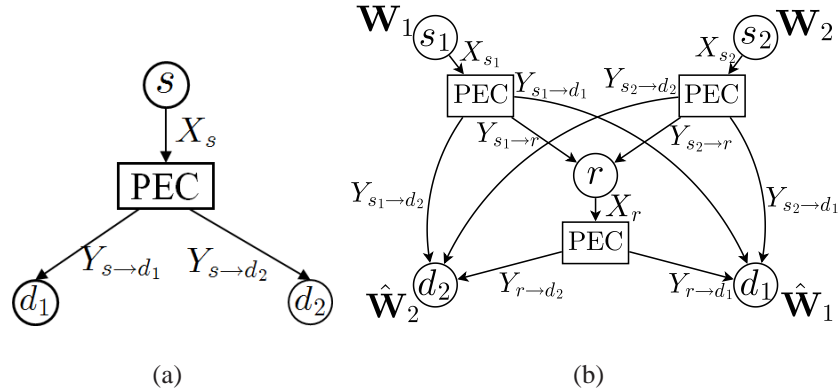 s
X_s
PEC
Y_{s→d_1} Y_{s→d_2}
d_1 d_2
(a)
𝐖_1 s_1 s_2 𝐖_2
X_{s_1} X_{s_2}
PEC Y_{s_1→d_1} Y_{s_2→d_2} PEC
Y_{s_1→r} Y_{s_2→r}
r
Y_{s_1→d_2} X_r Y_{s_2→d_1}
PEC
Y_{r→d_2} Y_{r→d_1}
𝐖̂_2 d_2 d_1 𝐖̂_1
(b)